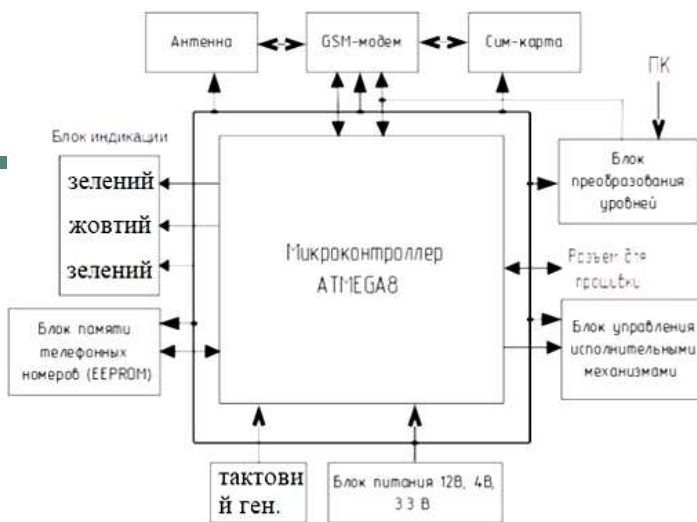 Антенна
GSM-модем
Сим-карта
ПК
Блок индикации
зелений
жовтий
зелений
Блок
преобразования
уровней
Микроконтроллер
ATMEGA8
Разъем для
прошивки
Блок памяти
телефонных
номеров (EEPROM)
Блок управления
исполнительными
механизмами
тактови
й ген.
Блок питания 12В, 4В,
3.3 В